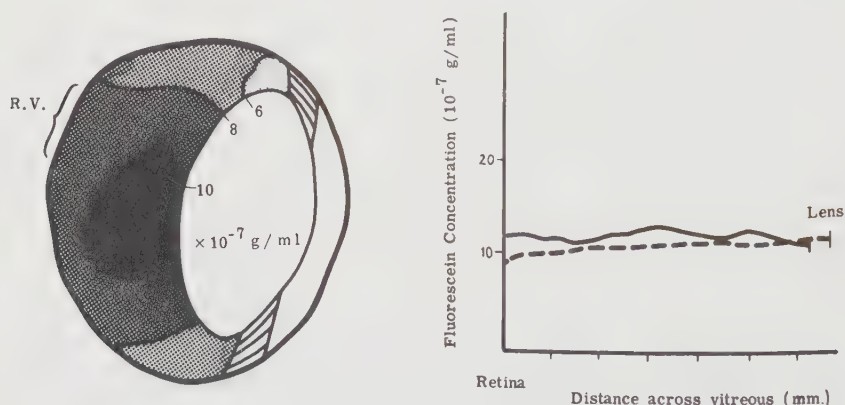 R.V.
6
8
10
× 10⁻⁷ g / ml
Fluorescein Concentration (10⁻⁷ g/ml)
20
10
Lens
Retina
Distance across vitreous (mm.)